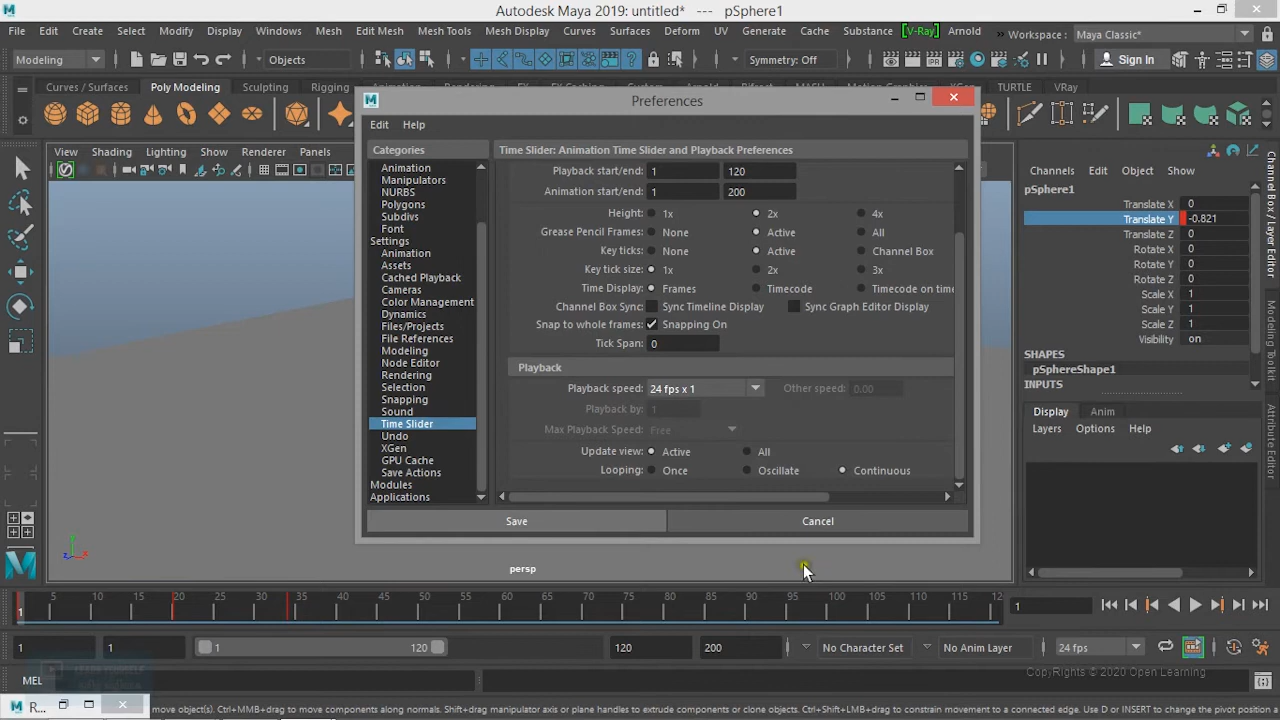 Autodesk Maya 2019: untitled* --- pSphere1
File Edit Create Select Modify Display Windows Mesh Edit Mesh Mesh Tools Mesh Display Curves Surfaces Deform UV Generate Cache Substance [V-Ray] Arnold Workspace : Maya Classic*
Modeling Objects Symmetry: Off Sign In
Curves / Surfaces Poly Modeling Sculpting Rigging TURTLE XGen
Preferences
Edit Help
View Shading Lighting Show Renderer Panels
Categories
Animation
Manipulators
NURBS
Polygons
Subdivs
Font
Settings
Animation
Assets
Cached Playback
Cameras
Color Management
Dynamics
Files/Projects
File References
Modeling
Node Editor
Rendering
Selection
Snapping
Sound
Time Slider
Undo
XGen
GPU Cache
Save Actions
Modules
Applications
Time Slider: Animation Time Slider and Playback Preferences
Playback start/end: 1 120
Animation start/end: 1 200
Height: 1x 2x 4x
Grease Pencil Frames: None Active All
Key ticks: None Active Channel Box
Key tick size: 1x 2x 3x
Time Display: Frames Timecode Timecode on time
Channel Box Sync: Sync Timeline Display Sync Graph Editor Display
Snap to whole frames: Snapping On
Tick Span: 0
Playback
Playback speed: 24 fps x 1 Other speed: 0.00
Playback by: 1
Max Playback Speed: Free
Update view: Active All
Looping: Once Oscillate Continuous
Save Cancel
Channels Edit Object Show
pSphere1
Translate X 0
Translate Y -0.821
Translate Z 0
Rotate X 0
Rotate Y 0
Rotate Z 0
Scale X 1
Scale Y 1
Scale Z 1
Visibility on
SHAPES
pSphereShape1
INPUTS
Display Anim
Layers Options Help
Channel Box / Layer Editor
Modeling Toolkit
Attribute Editor
z x
persp
1 5 10 15 20 25 30 35 40 45 50 55 60 65 70 75 80 85 90 95 100 105 110 115 12
1
1 1 1 120 120 200 No Character Set No Anim Layer 24 fps
MEL
CopyRights © 2020 Open Learning
R...
move object(s). Ctrl+MMB+drag to move components along normals. Shift+drag manipulator axis or plane handles to extrude components or clone objects. Ctrl+Shift+drag to constrain movement to a connected edge. Use D or INSERT to change the pivot position a